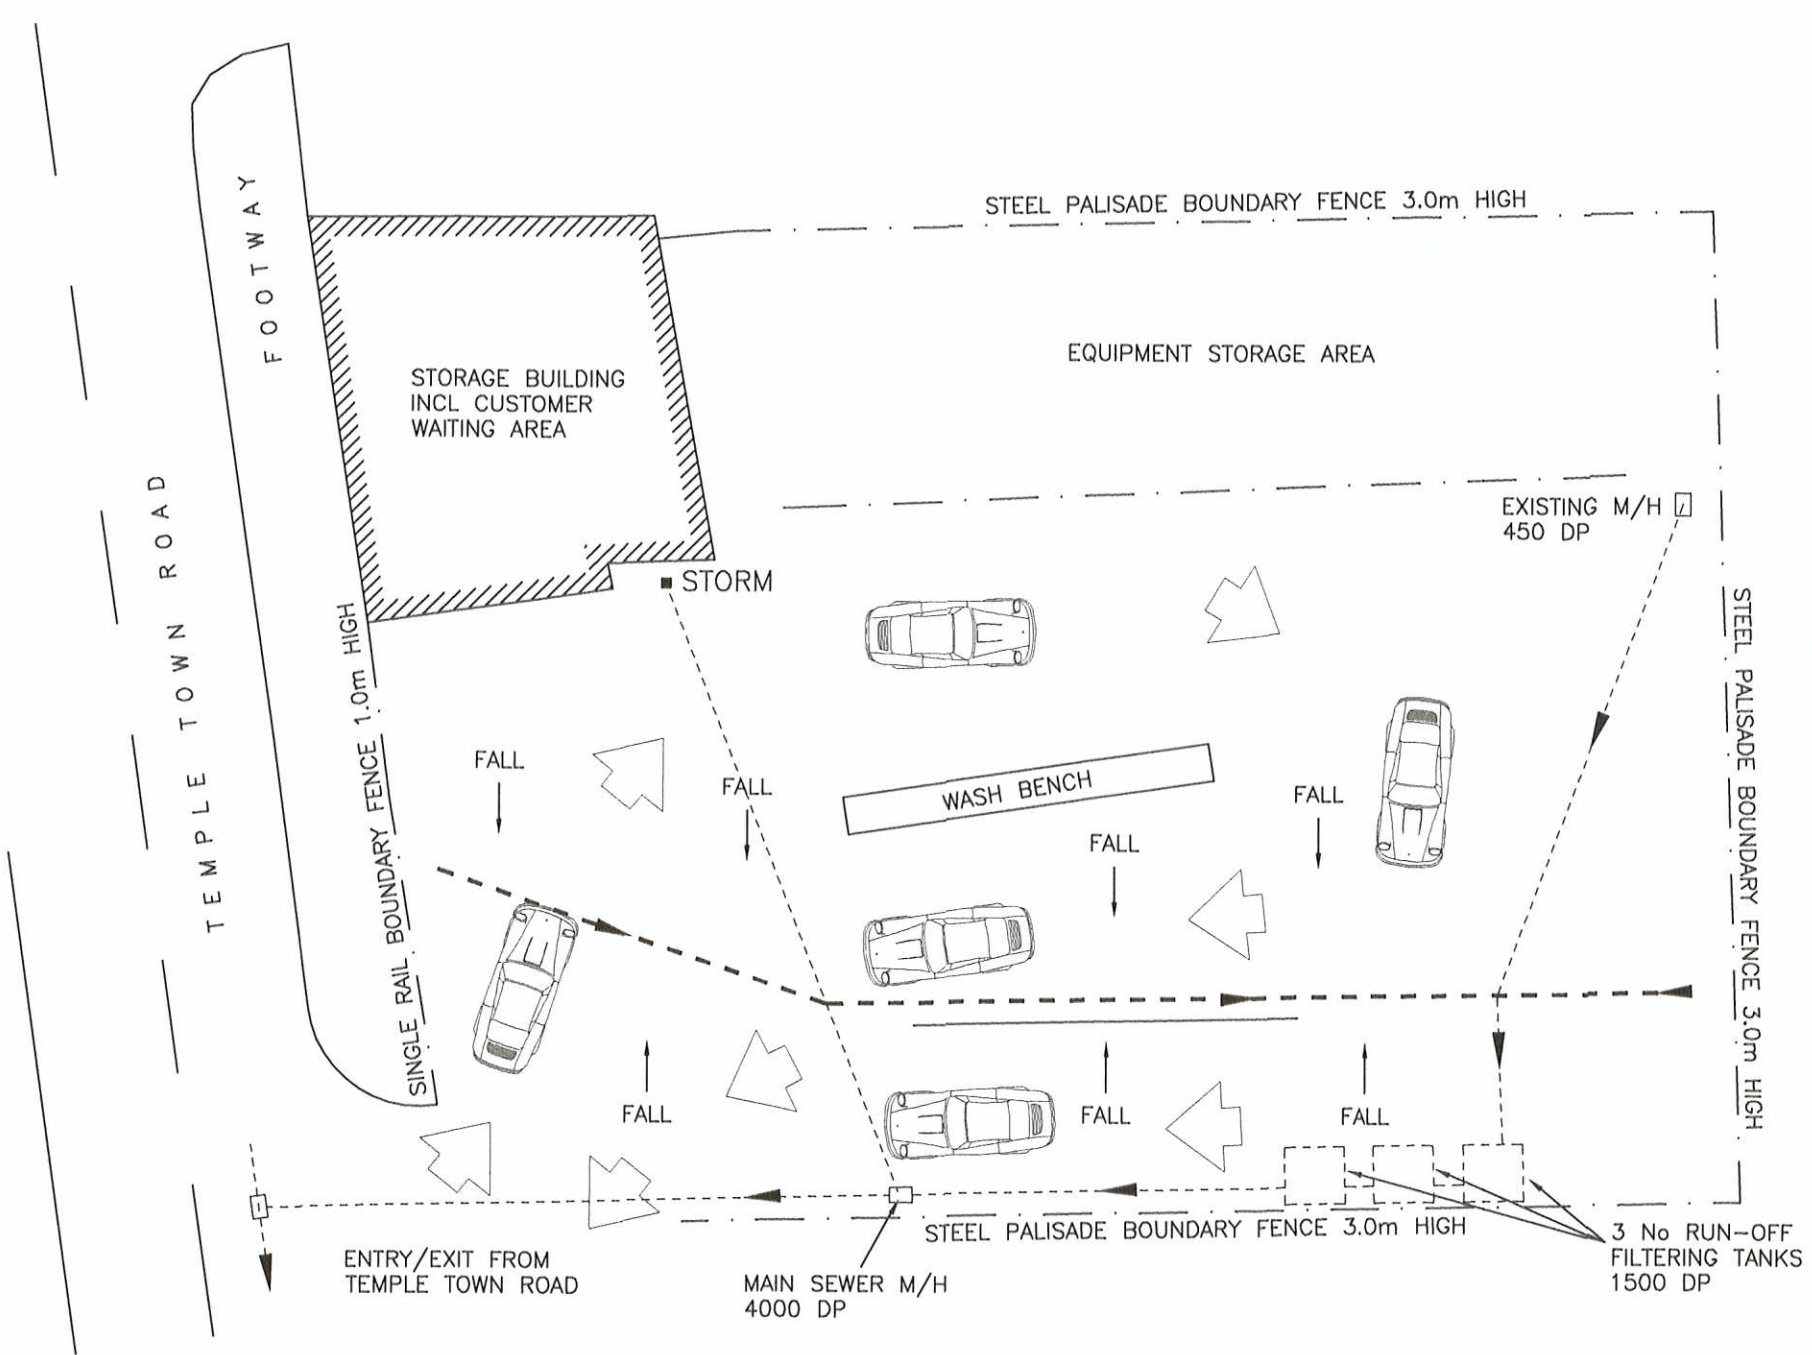 STEEL PALISADE BOUNDARY FENCE 3.0m HIGH
FOOTWAY
EQUIPMENT STORAGE AREA
STORAGE BUILDING
INCL CUSTOMER
WAITING AREA
EXISTING M/H
450 DP
TEMPLE TOWN ROAD
STORM
SINGLE RAIL BOUNDARY FENCE 1.0m HIGH
STEEL PALISADE BOUNDARY FENCE 3.0m HIGH
FALL
FALL
WASH BENCH
FALL
FALL
FALL
FALL
FALL
STEEL PALISADE BOUNDARY FENCE 3.0m HIGH
3 No RUN-OFF
FILTERING TANKS
1500 DP
ENTRY/EXIT FROM
TEMPLE TOWN ROAD
MAIN SEWER M/H
4000 DP